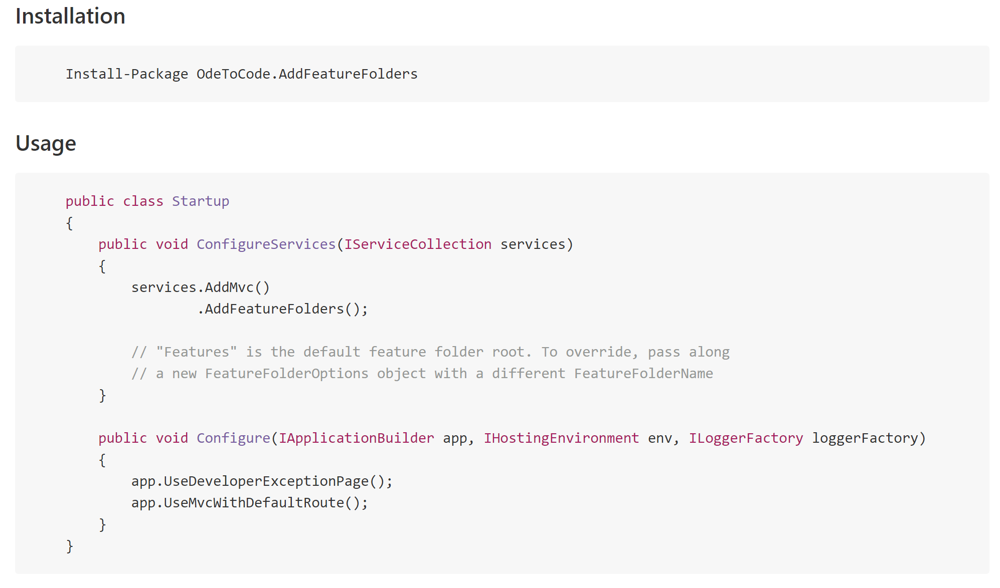 Installation
Install-Package OdeToCode.AddFeatureFolders
Usage
public class Startup
{
    public void ConfigureServices(IServiceCollection services)
    {
        services.AddMvc()
                .AddFeatureFolders();
        // "Features" is the default feature folder root. To override, pass along
        // a new FeatureFolderOptions object with a different FeatureFolderName
    }
    public void Configure(IApplicationBuilder app, IHostingEnvironment env, ILoggerFactory loggerFactory)
    {
        app.UseDeveloperExceptionPage();
        app.UseMvcWithDefaultRoute();
    }
}